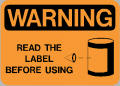 WARNING
READ THE
LABEL
BEFORE USING